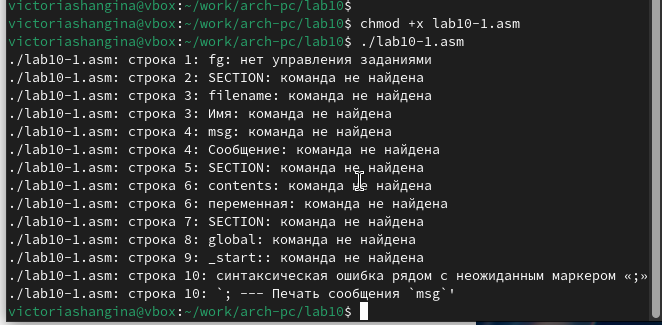 victoriashangina@vbox:~/work/arch-pc/lab10$
victoriashangina@vbox:~/work/arch-pc/lab10$ chmod +x lab10-1.asm
victoriashangina@vbox:~/work/arch-pc/lab10$ ./lab10-1.asm
./lab10-1.asm: строка 1: fg: нет управления заданиями
./lab10-1.asm: строка 2: SECTION: команда не найдена
./lab10-1.asm: строка 3: filename: команда не найдена
./lab10-1.asm: строка 3: Имя: команда не найдена
./lab10-1.asm: строка 4: msg: команда не найдена
./lab10-1.asm: строка 4: Сообщение: команда не найдена
./lab10-1.asm: строка 5: SECTION: команда не найдена
./lab10-1.asm: строка 6: contents: команда не найдена
./lab10-1.asm: строка 6: переменная: команда не найдена
./lab10-1.asm: строка 7: SECTION: команда не найдена
./lab10-1.asm: строка 8: global: команда не найдена
./lab10-1.asm: строка 9: _start:: команда не найдена
./lab10-1.asm: строка 10: синтаксическая ошибка рядом с неожиданным маркером «;»
./lab10-1.asm: строка 10: `; --- Печать сообщения `msg`'
victoriashangina@vbox:~/work/arch-pc/lab10$